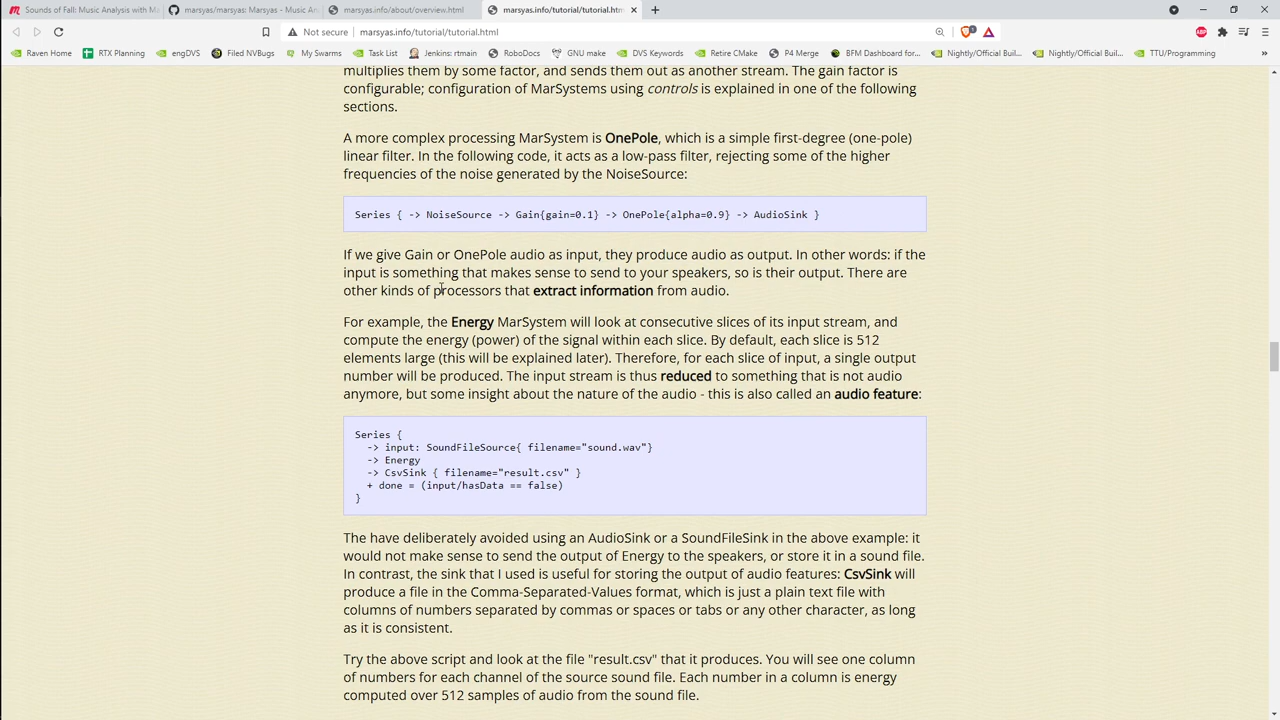 Sounds of Fall: Music Analysis with Ma
marsyas/marsyas: Marsyas - Music An
marsyas.info/about/overview.html
marsyas.info/tutorial/tutorial.htm
Not secure
marsyas.info/tutorial/tutorial.html
Raven Home
RTX Planning
engDVS
Filed NVBugs
My Swarms
Task List
Jenkins: rtmain
RoboDocs
GNU make
DVS Keywords
Retire CMake
P4 Merge
BFM Dashboard for...
Nightly/Official Buil...
Nightly/Official Buil...
TTU/Programming
multiplies them by some factor, and sends them out as another stream. The gain factor is
configurable; configuration of MarSystems using controls is explained in one of the following
sections.
A more complex processing MarSystem is OnePole, which is a simple first-degree (one-pole)
linear filter. In the following code, it acts as a low-pass filter, rejecting some of the higher
frequencies of the noise generated by the NoiseSource:
Series { -> NoiseSource -> Gain{gain=0.1} -> OnePole{alpha=0.9} -> AudioSink }
If we give Gain or OnePole audio as input, they produce audio as output. In other words: if the
input is something that makes sense to send to your speakers, so is their output. There are
other kinds of processors that extract information from audio.
For example, the Energy MarSystem will look at consecutive slices of its input stream, and
compute the energy (power) of the signal within each slice. By default, each slice is 512
elements large (this will be explained later). Therefore, for each slice of input, a single output
number will be produced. The input stream is thus reduced to something that is not audio
anymore, but some insight about the nature of the audio - this is also called an audio feature:
Series {
-> input: SoundFileSource{ filename="sound.wav"}
-> Energy
-> CsvSink { filename="result.csv" }
+ done = (input/hasData == false)
}
The have deliberately avoided using an AudioSink or a SoundFileSink in the above example: it
would not make sense to send the output of Energy to the speakers, or store it in a sound file.
In contrast, the sink that I used is useful for storing the output of audio features: CsvSink will
produce a file in the Comma-Separated-Values format, which is just a plain text file with
columns of numbers separated by commas or spaces or tabs or any other character, as long
as it is consistent.
Try the above script and look at the file "result.csv" that it produces. You will see one column
of numbers for each channel of the source sound file. Each number in a column is energy
computed over 512 samples of audio from the sound file.